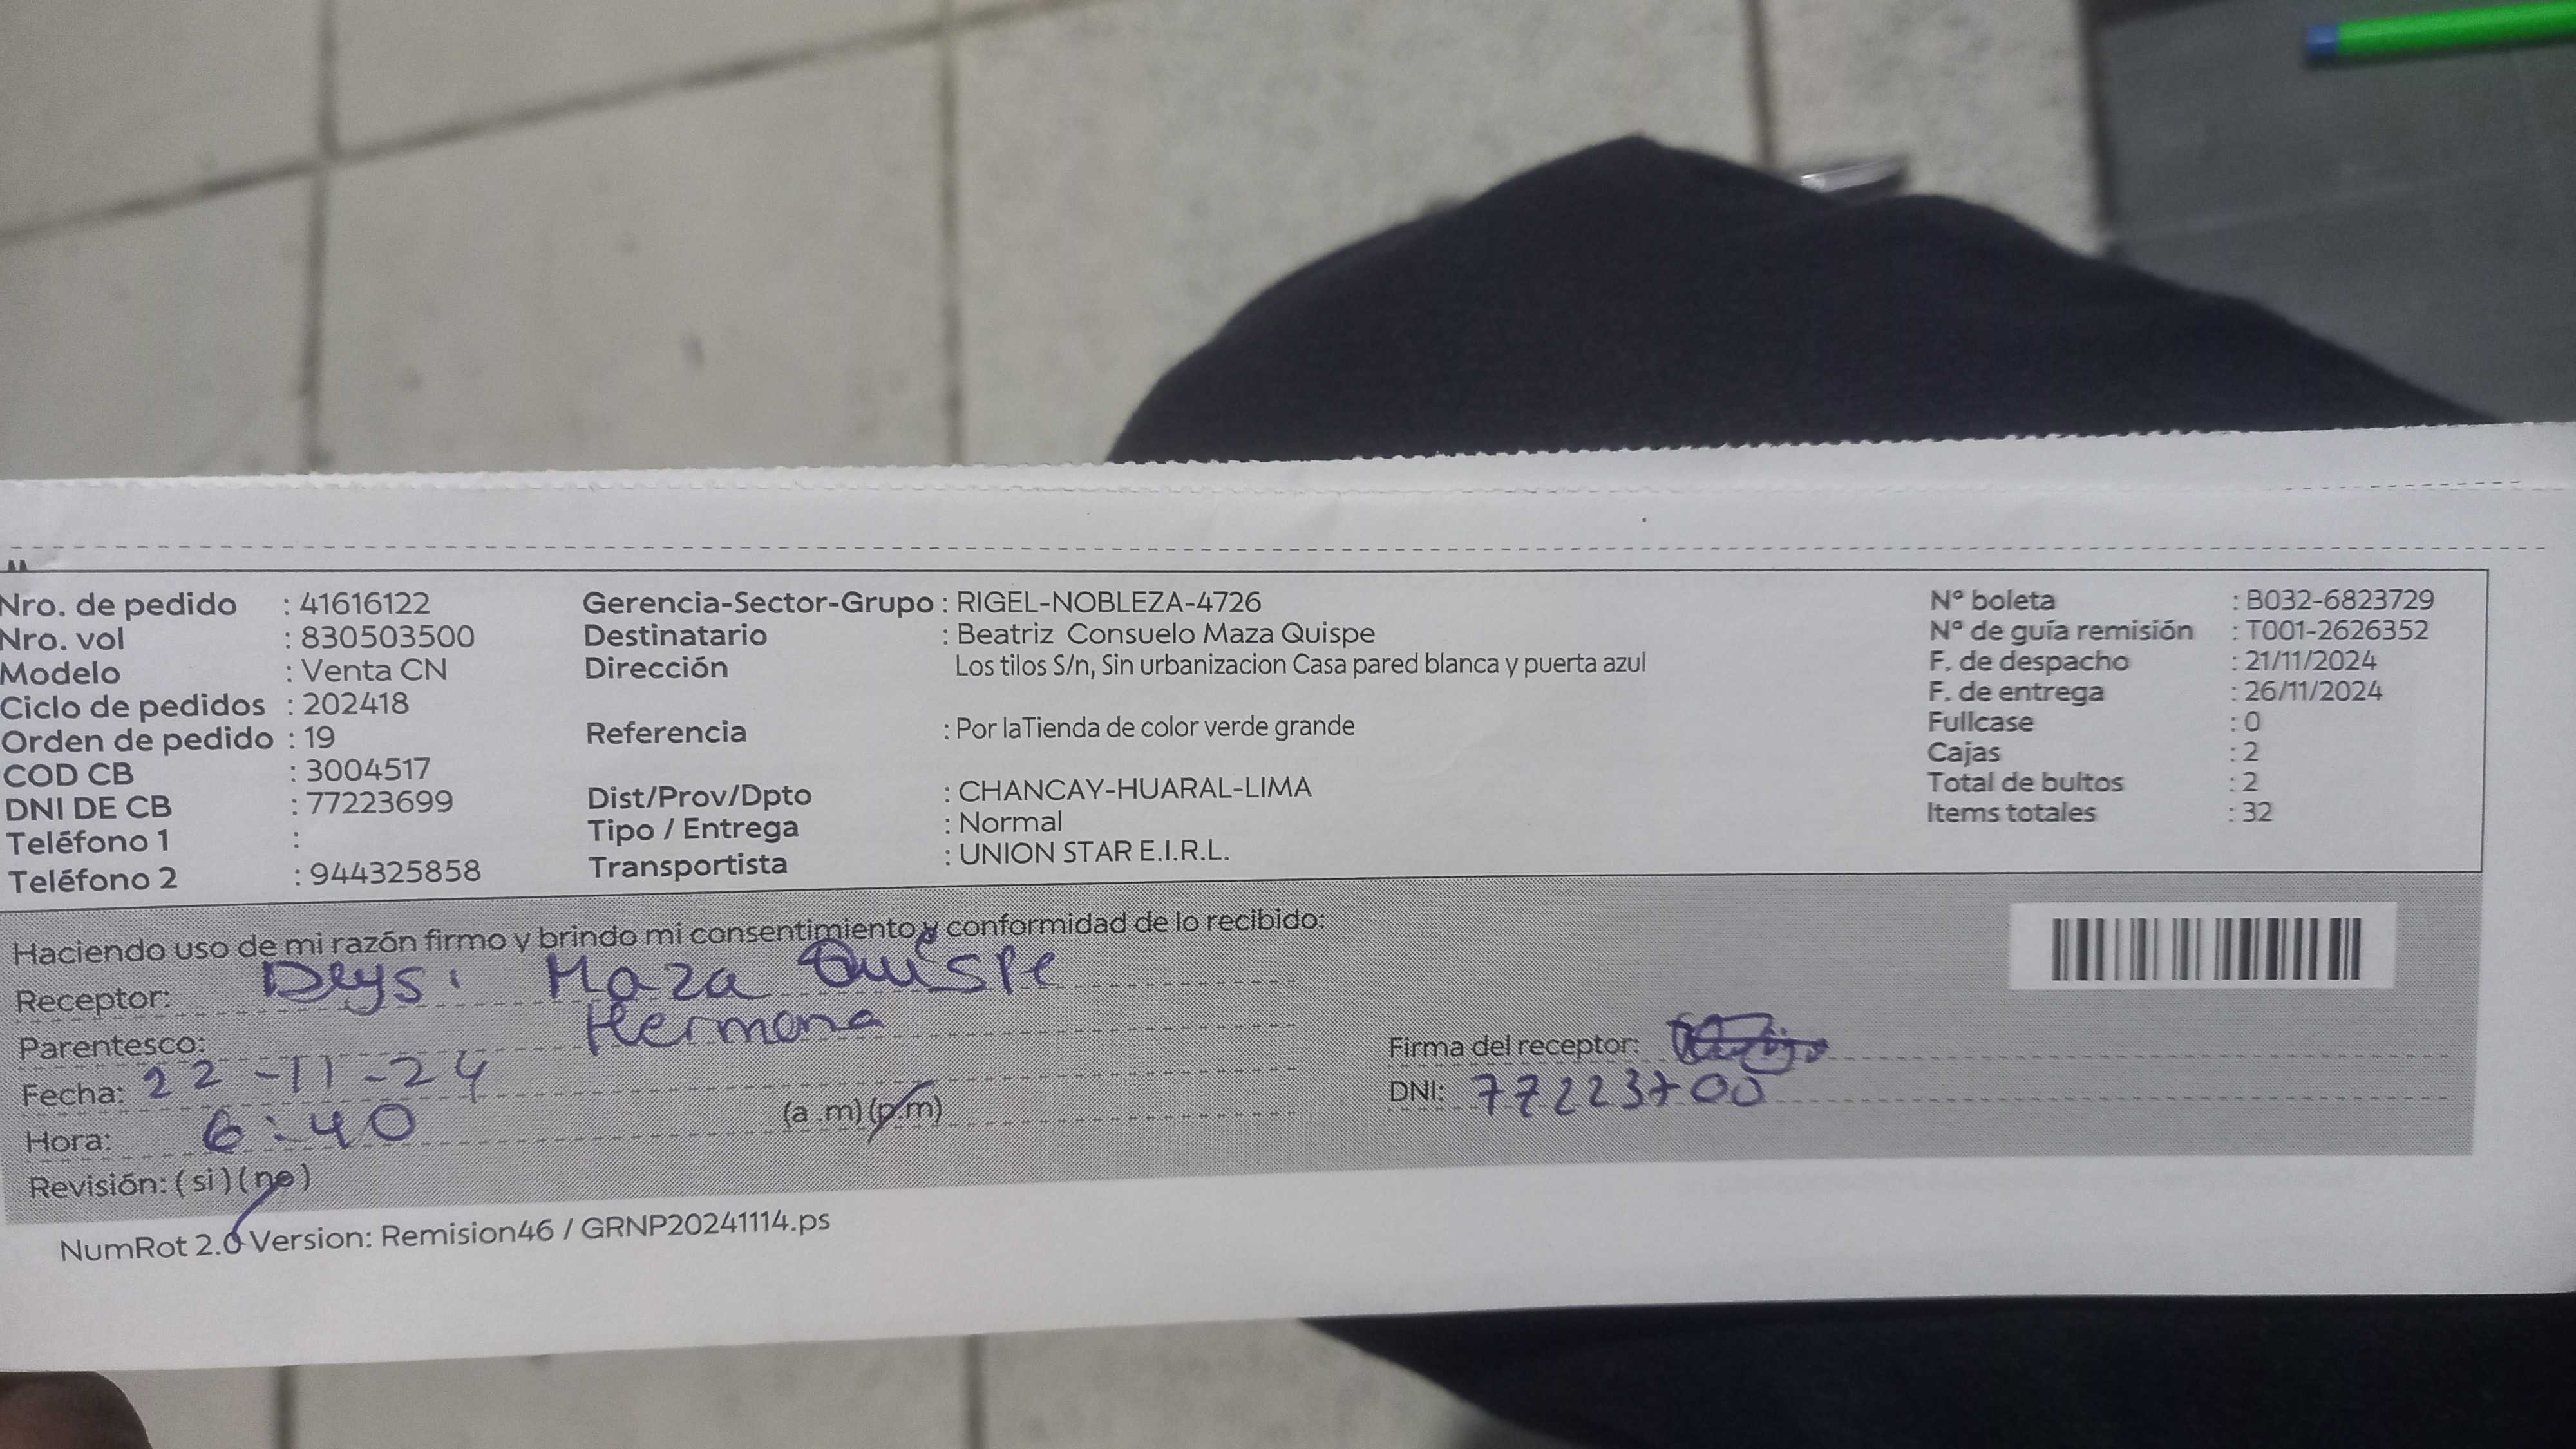 Nro. de pedido : 41616122
Nro. vol : 830503500
Modelo : Venta CN
Ciclo de pedidos : 202418
Orden de pedido : 19
COD CB : 3004517
DNI DE CB : 77223699
Teléfono 1 :
Teléfono 2 : 944325858
Gerencia-Sector-Grupo : RIGEL-NOBLEZA-4726
Destinatario : Beatriz Consuelo Maza Quispe
Dirección Los tilos S/n, Sin urbanizacion Casa pared blanca y puerta azul
Referencia : Por laTienda de color verde grande
Dist/Prov/Dpto : CHANCAY-HUARAL-LIMA
Tipo / Entrega : Normal
Transportista : UNION STAR E.I.R.L.
N° boleta : B032-6823729
N° de guía remisión : T001-2626352
F. de despacho : 21/11/2024
F. de entrega : 26/11/2024
Fullcase : 0
Cajas : 2
Total de bultos : 2
Items totales : 32
Haciendo uso de mi razón firmo y brindo mi consentimiento y conformidad de lo recibido:
Receptor: Deysi Maza Quispe
Parentesco: Hermana
Fecha: 22-11-24
Hora: 6:40 (a .m) (p.m)
Revisión: (si) (no)
Firma del receptor:
DNI: 77223700
NumRot 2.0 Version: Remision46 / GRNP20241114.ps